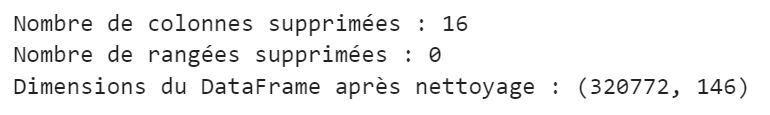 Nombre de colonnes supprimées : 16
Nombre de rangées supprimées : 0
Dimensions du DataFrame après nettoyage : (320772, 146)